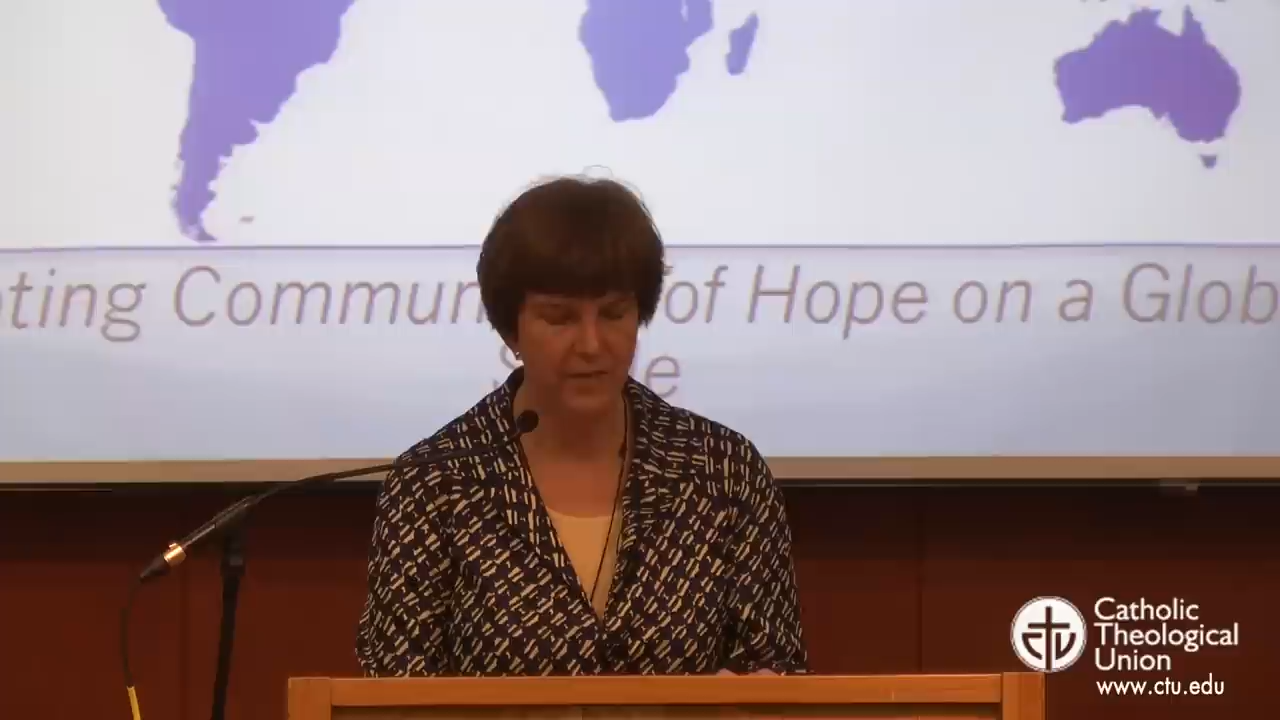 ting Commun of Hope on a Glob
e
Catholic
Theological
Union
www.ctu.edu